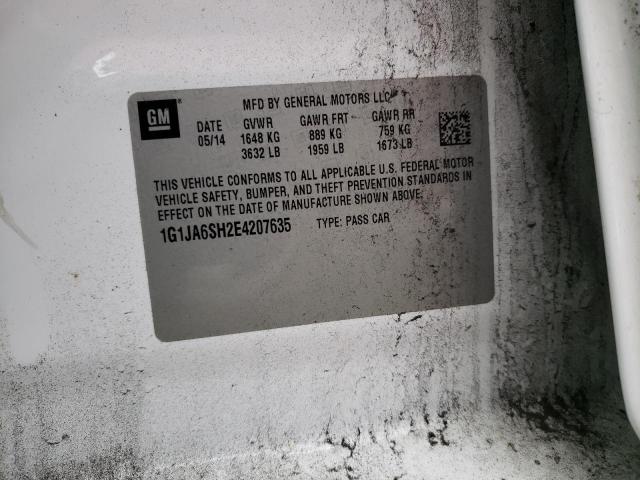 GM
MFD BY GENERAL MOTORS LLC
DATE GVWR GAWR FRT GAWR RR
05/14 1648 KG 889 KG 759 KG
3632 LB 1959 LB 1673 LB
THIS VEHICLE CONFORMS TO ALL APPLICABLE U.S. FEDERAL MOTOR
VEHICLE SAFETY, BUMPER, AND THEFT PREVENTION STANDARDS IN
EFFECT ON THE DATE OF MANUFACTURE SHOWN ABOVE.
1G1JA6SH2E4207635 TYPE: PASS CAR